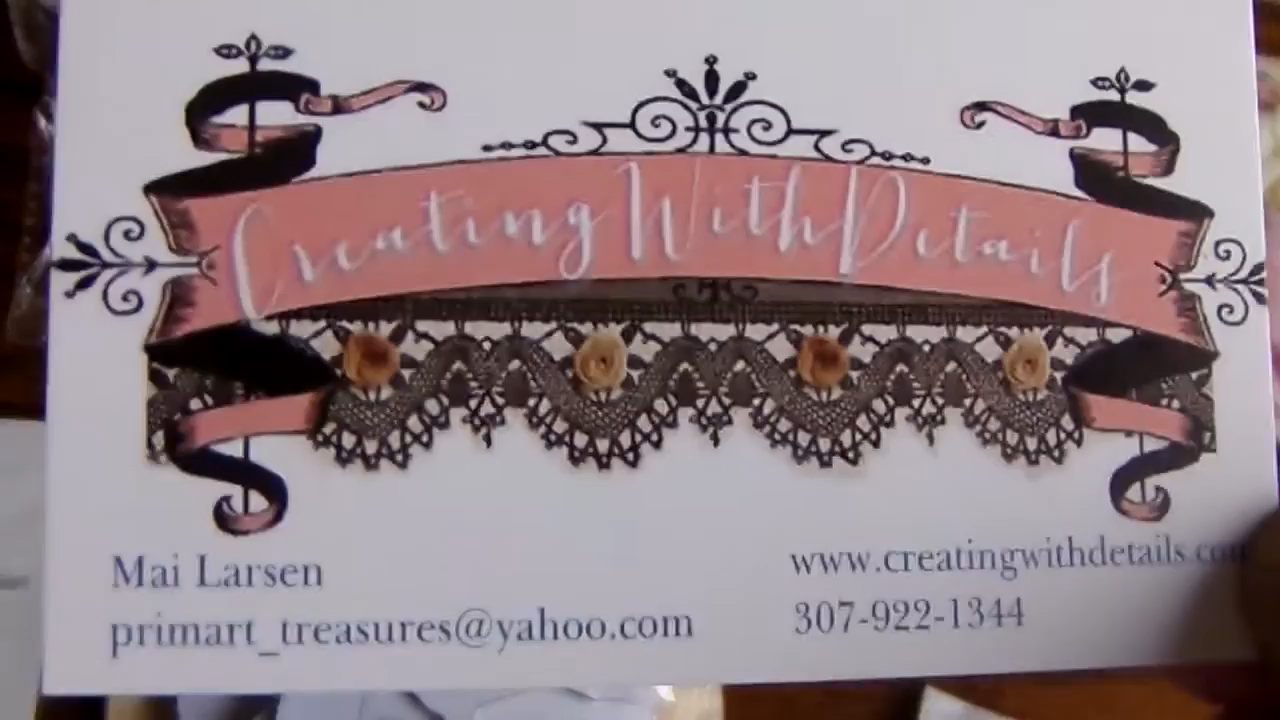 CreatingWithDetails
Mai Larsen
primart_treasures@yahoo.com
www.creatingwithdetails.com
307-922-1344